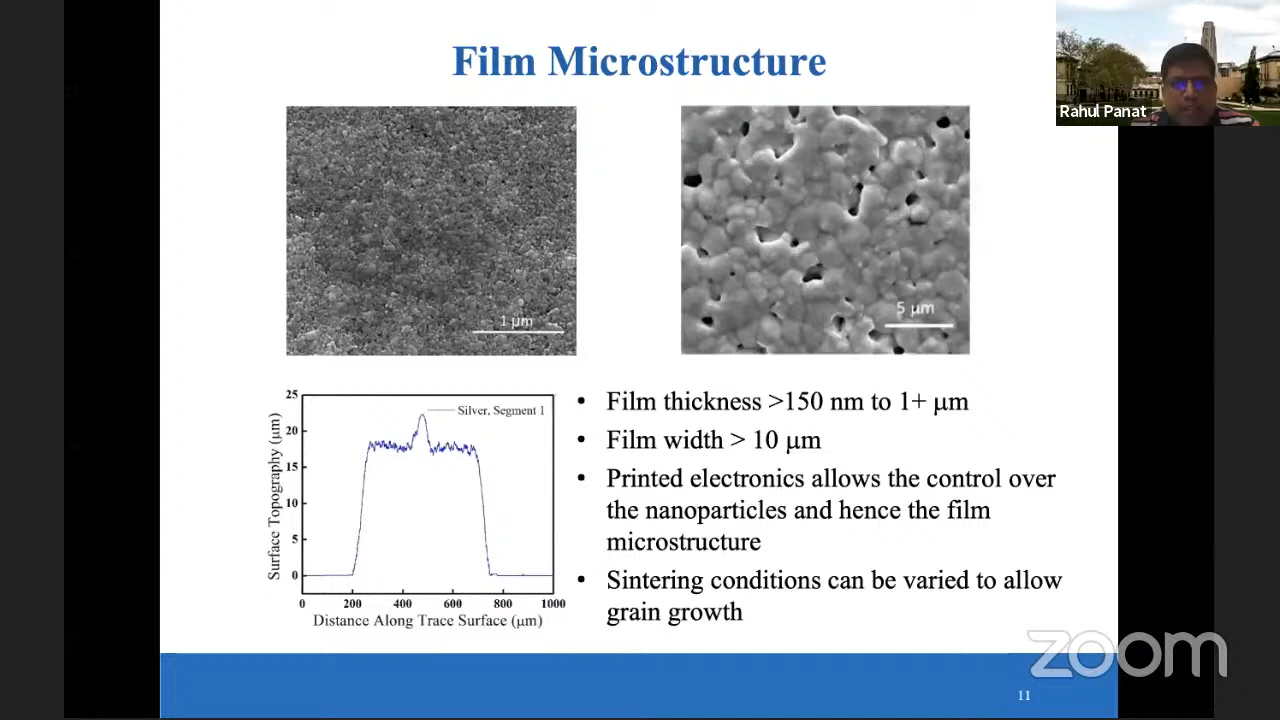 Film Microstructure
Rahul Panat
1 µm
5 µm
25
20
15
10
5
0
Surface Topography (µm)
Silver, Segment 1
0 200 400 600 800 1000
Distance Along Trace Surface (µm)
• Film thickness >150 nm to 1+ µm
• Film width > 10 µm
• Printed electronics allows the control over
the nanoparticles and hence the film
microstructure
• Sintering conditions can be varied to allow
grain growth
zoom
11